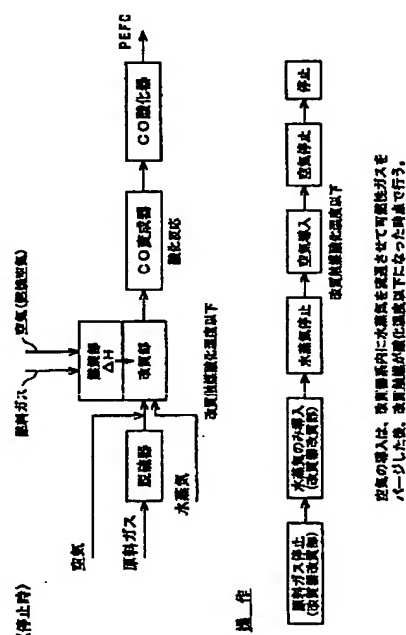 (停止時)
燃料ガス
空気(燃焼空気)
燃焼部
ΔH
改質部
空気
原料ガス
脱硫器
水蒸気
改質触媒酸化温度以下
CO変成器
酸化反応
CO酸化器
PEFC
操 作
原料ガス停止
(改質器改質部)
水蒸気のみ導入
(改質器改質部)
水蒸気停止
空気導入
改質触媒酸化温度以下
空気停止
停止
空気の導入は、改質器系内に水蒸気を流通させて可燃性ガスを
パージした後、改質触媒が酸化温度以下になった時点で行う。